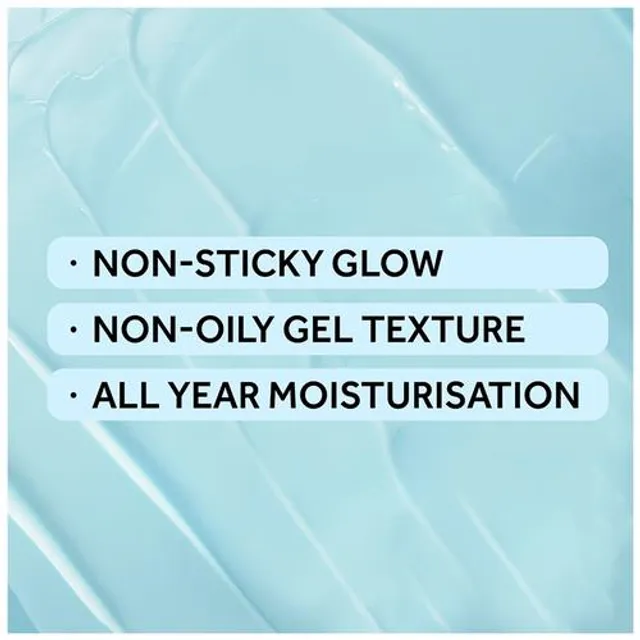 · NON-STICKY GLOW
· NON-OILY GEL TEXTURE
· ALL YEAR MOISTURISATION